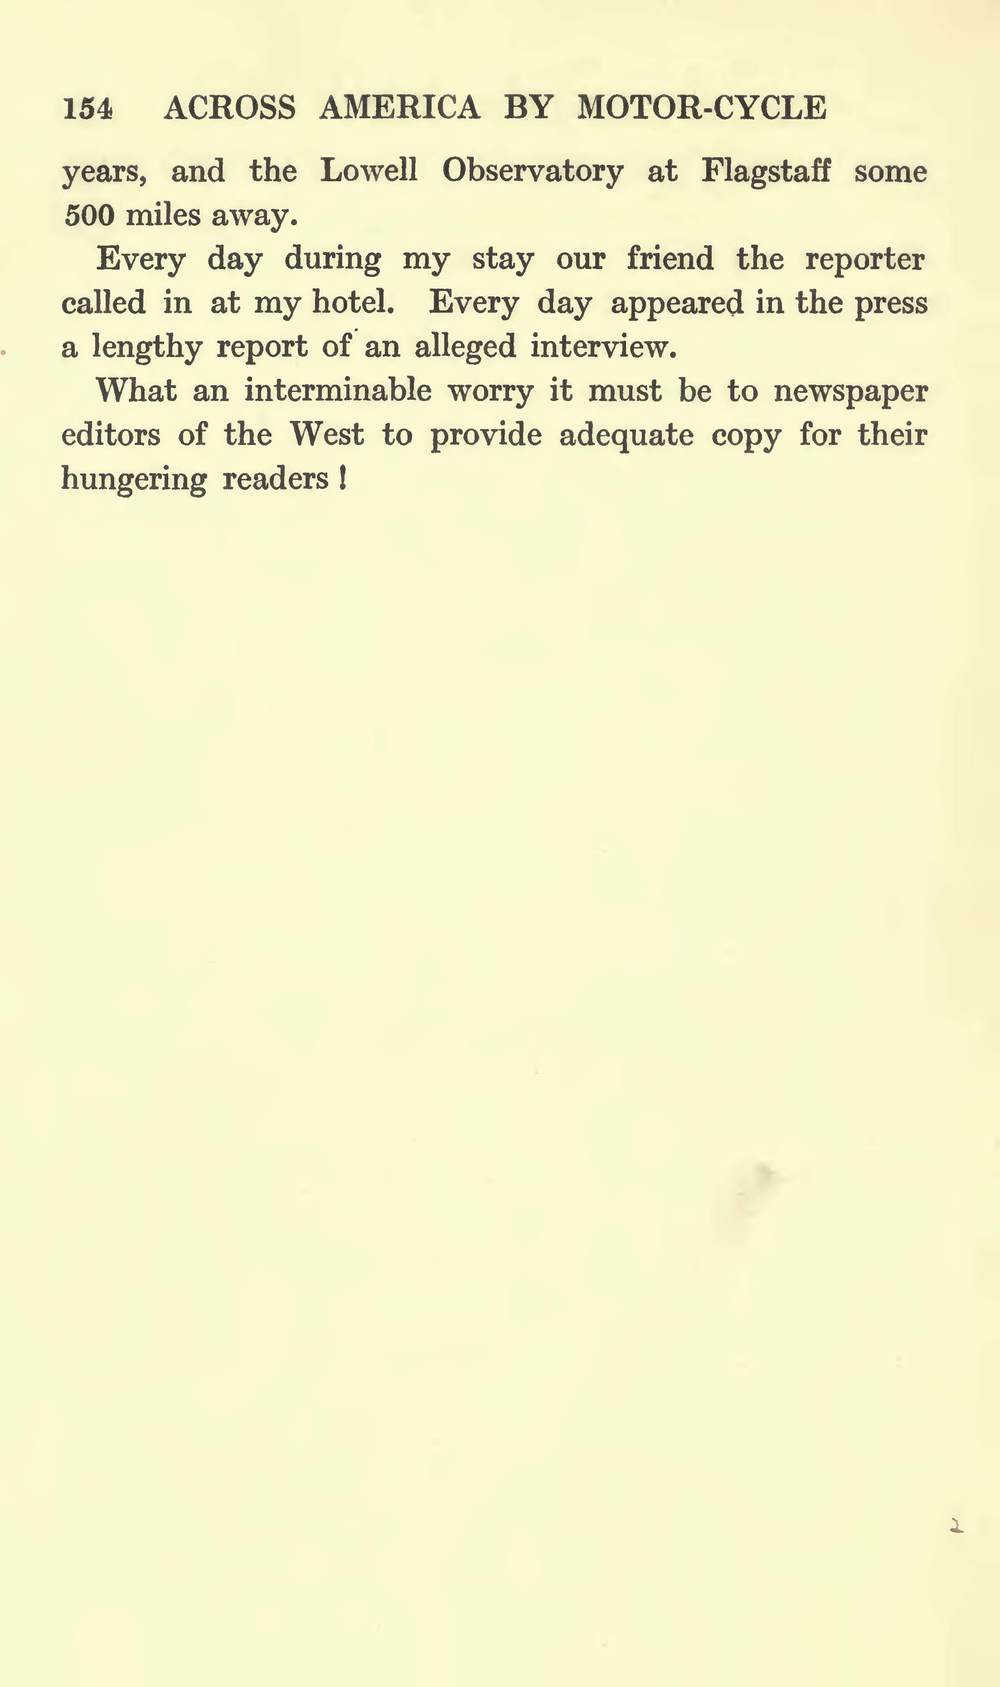 154 ACROSS AMERICA BY MOTOR-CYCLE
years, and the Lowell Observatory at Flagstaff some
500 miles away.
Every day during my stay our friend the reporter
called in at my hotel. Every day appeared in the press
a lengthy report of an alleged interview.
What an interminable worry it must be to newspaper
editors of the West to provide adequate copy for their
hungering readers !
2